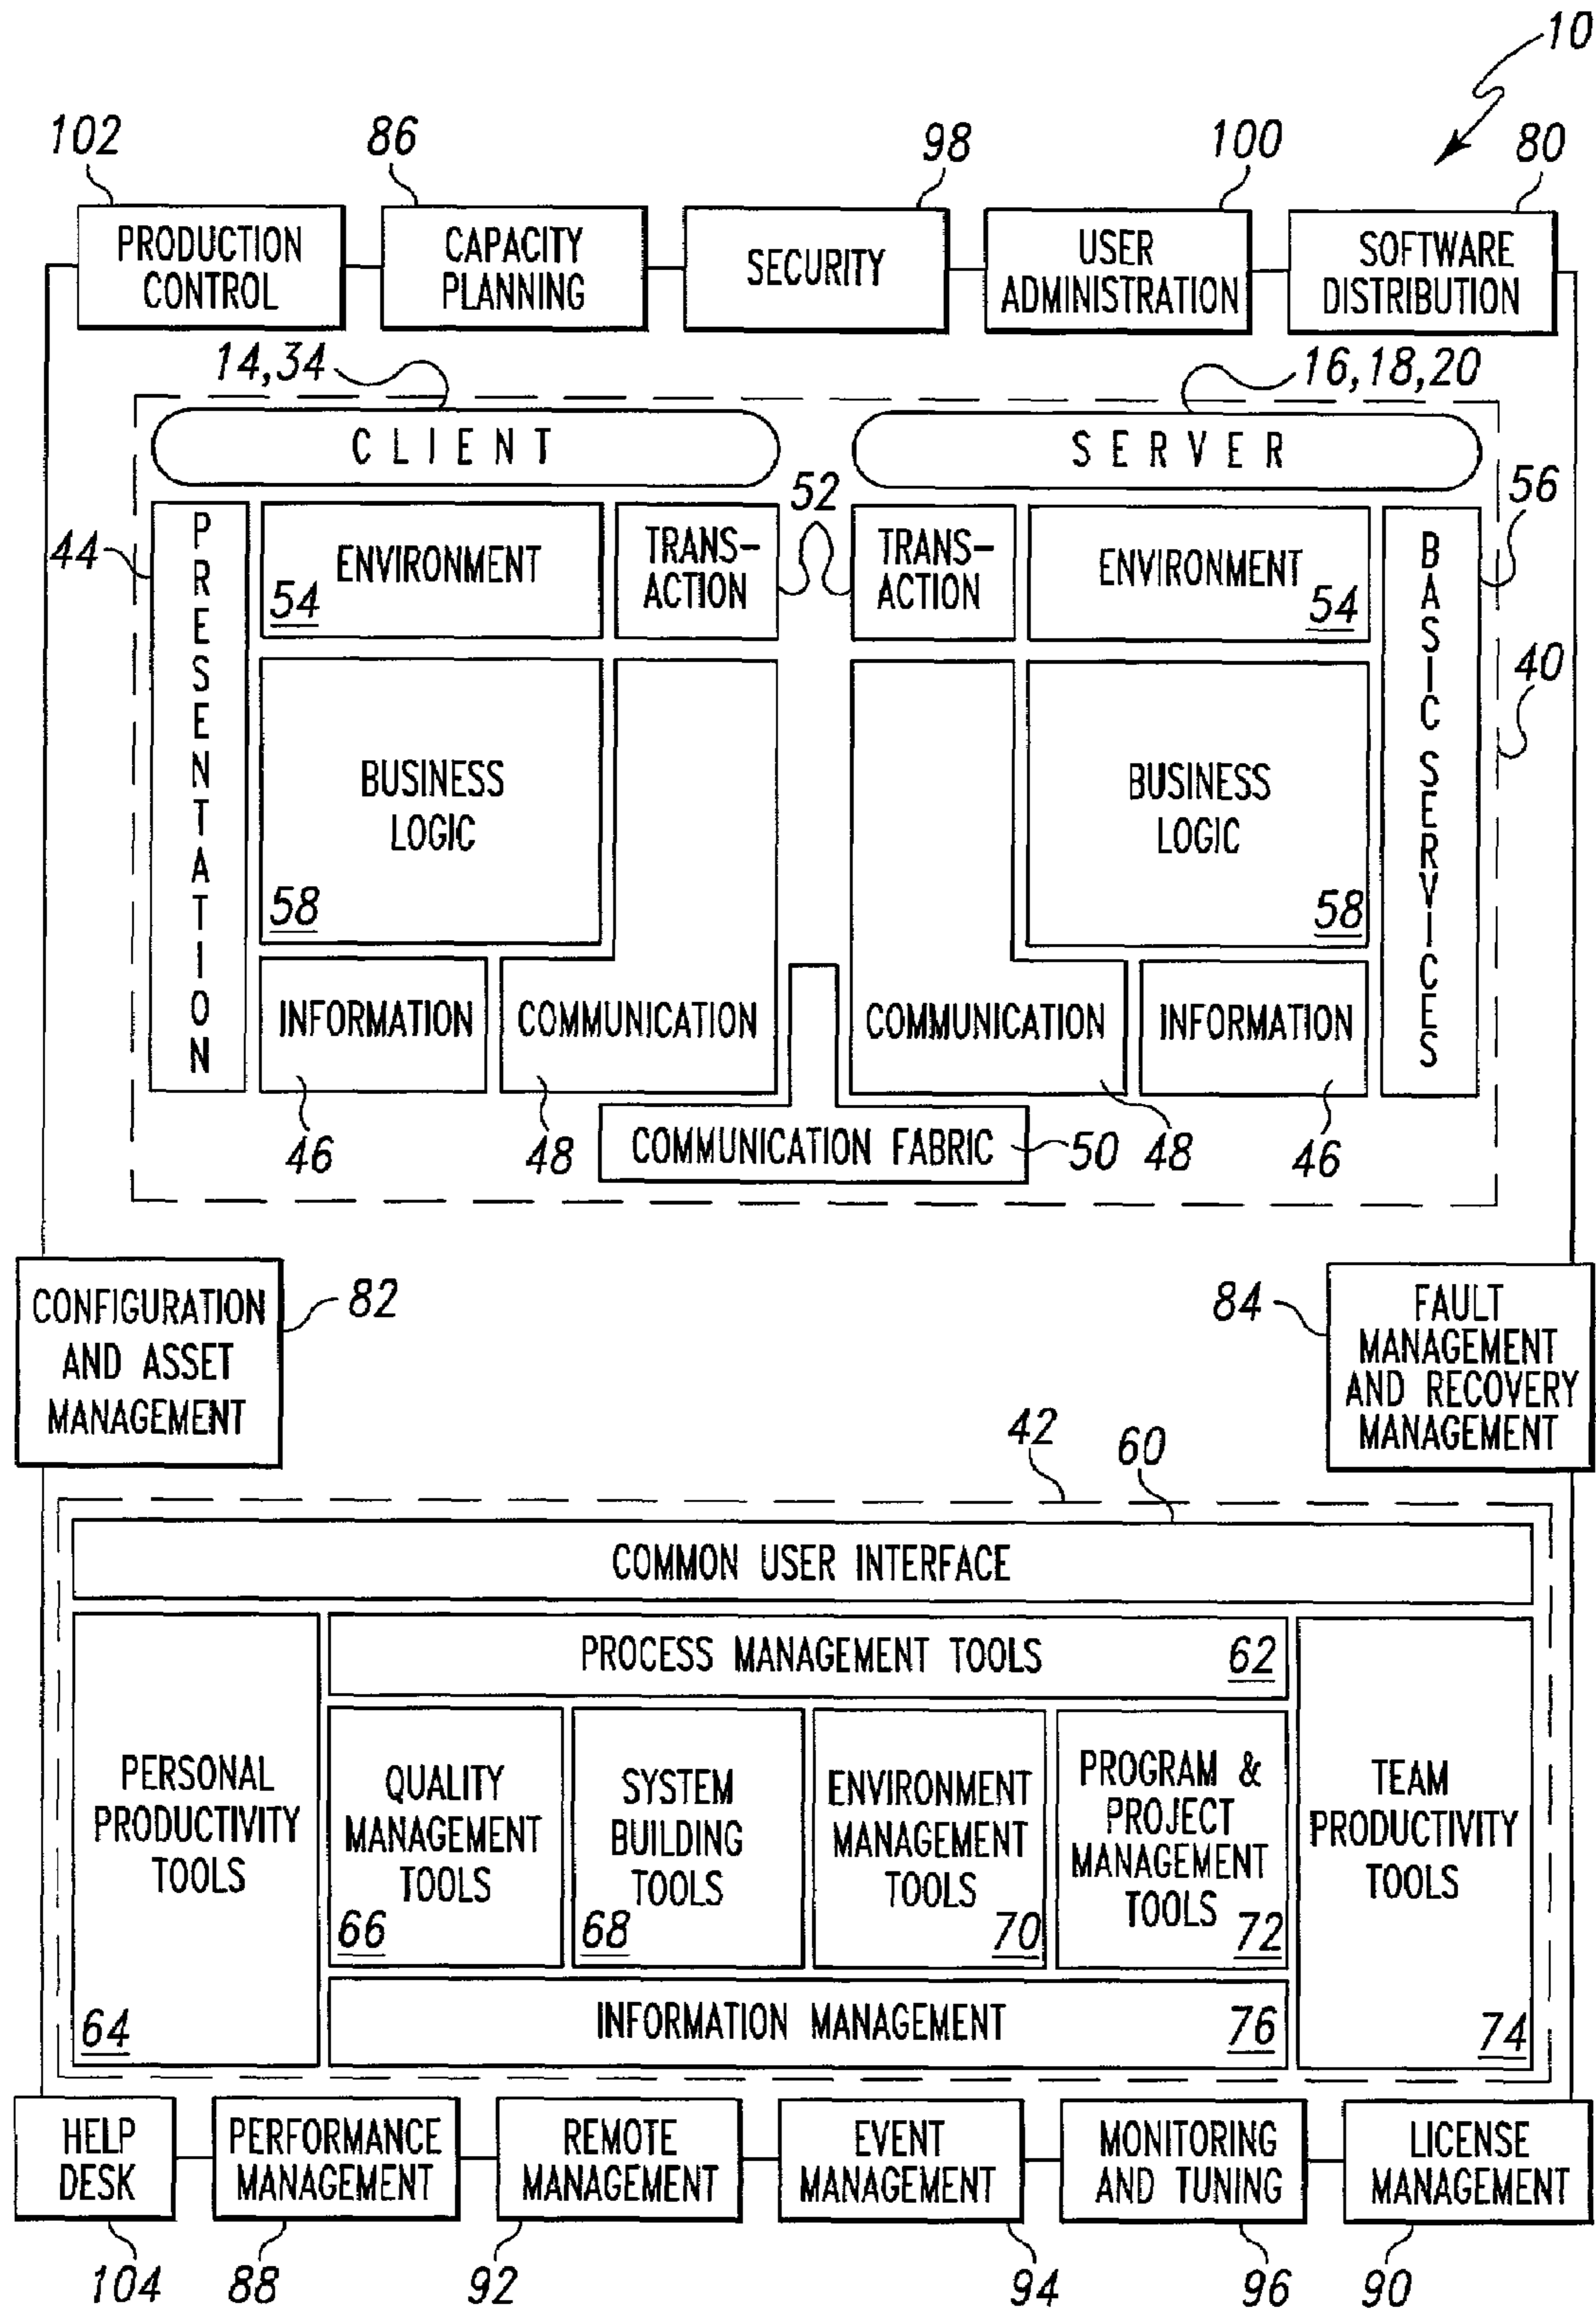 10
102
86
98
100
80
PRODUCTION
CONTROL
CAPACITY
PLANNING
SECURITY
USER
ADMINISTRATION
SOFTWARE
DISTRIBUTION
14,34
16,18,20
CLIENT
SERVER
52
56
44
PRESENTATION
ENVIRONMENT
54
TRANS-
ACTION
TRANS-
ACTION
ENVIRONMENT
54
BASIC SERVICES
40
BUSINESS
LOGIC
58
BUSINESS
LOGIC
58
INFORMATION
COMMUNICATION
COMMUNICATION
INFORMATION
46
48
COMMUNICATION FABRIC
50
48
46
CONFIGURATION
AND ASSET
MANAGEMENT
82
84
FAULT
MANAGEMENT
AND RECOVERY
MANAGEMENT
42
60
COMMON USER INTERFACE
PROCESS MANAGEMENT TOOLS
62
PERSONAL
PRODUCTIVITY
TOOLS
64
QUALITY
MANAGEMENT
TOOLS
66
SYSTEM
BUILDING
TOOLS
68
ENVIRONMENT
MANAGEMENT
TOOLS
70
PROGRAM &
PROJECT
MANAGEMENT
TOOLS
72
TEAM
PRODUCTIVITY
TOOLS
74
INFORMATION MANAGEMENT
76
HELP
DESK
PERFORMANCE
MANAGEMENT
REMOTE
MANAGEMENT
EVENT
MANAGEMENT
MONITORING
AND TUNING
LICENSE
MANAGEMENT
104
88
92
94
96
90